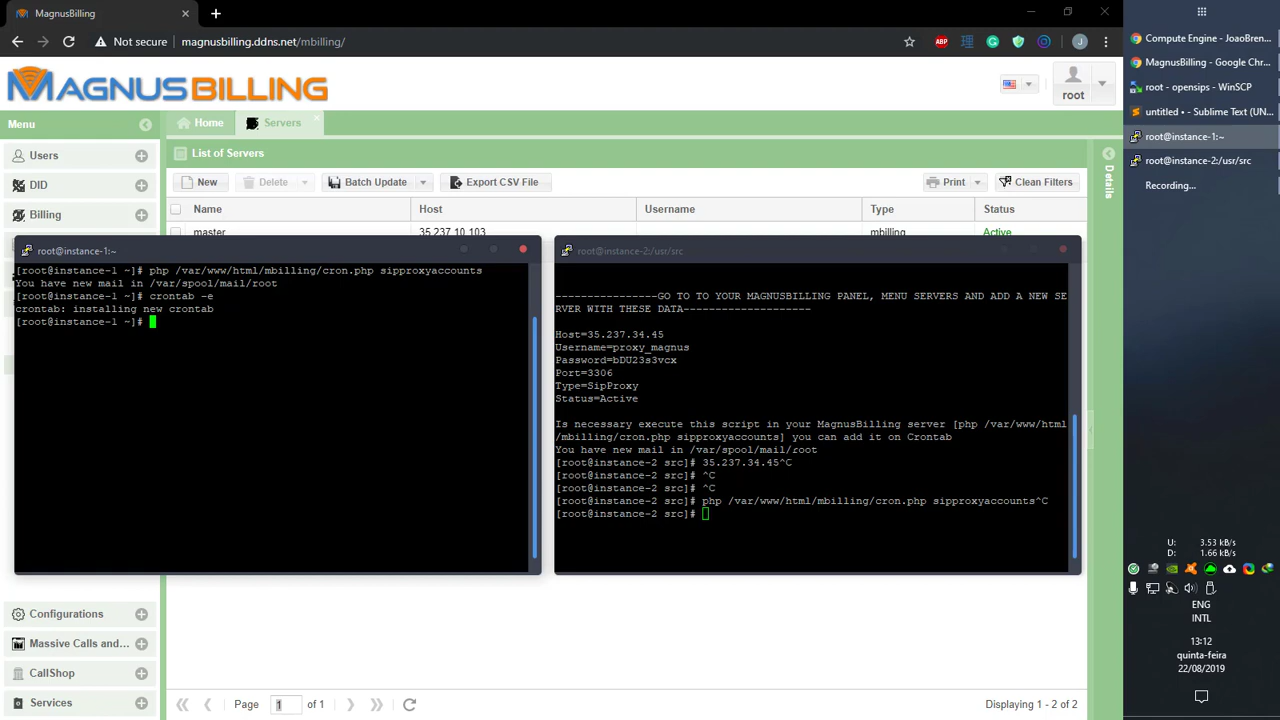 MagnusBilling
Not secure
magnusbilling.ddns.net/mbilling/
ABP
J
MAGNUSBILLING
root
Menu
Home
Servers
Users
DID
Billing
List of Servers
New
Delete
Batch Update
Export CSV File
Print
Clean Filters
Details
Name
Host
Username
Type
Status
master
35.237.10.103
mbilling
Active
root@instance-1:~
[root@instance-1 ~]# php /var/www/html/mbilling/cron.php sipproxyaccounts
You have new mail in /var/spool/mail/root
[root@instance-1 ~]# crontab -e
crontab: installing new crontab
[root@instance-1 ~]#
root@instance-2:/usr/src
----------------GO TO TO YOUR MAGNUSBILLING PANEL, MENU SERVERS AND ADD A NEW SE
RVER WITH THESE DATA-------------------
Host=35.237.34.45
Username=proxy_magnus
Password=bDU23s3vcx
Port=3306
Type=SipProxy
Status=Active
Is necessary execute this script in your MagnusBilling server [php /var/www/html
/mbilling/cron.php sipproxyaccounts] you can add it on Crontab
You have new mail in /var/spool/mail/root
[root@instance-2 src]# 35.237.34.45^C
[root@instance-2 src]# ^C
[root@instance-2 src]# ^C
[root@instance-2 src]# php /var/www/html/mbilling/cron.php sipproxyaccounts^C
[root@instance-2 src]#
Configurations
Massive Calls and...
CallShop
Services
Page
1
of 1
Displaying 1 - 2 of 2
Compute Engine - JoaoBren...
MagnusBilling - Google Chr...
root - opensips - WinSCP
untitled • - Sublime Text (UN...
root@instance-1:~
root@instance-2:/usr/src
Recording...
U: 3.53 kB/s
D: 1.66 kB/s
ENG
INTL
13:12
quinta-feira
22/08/2019